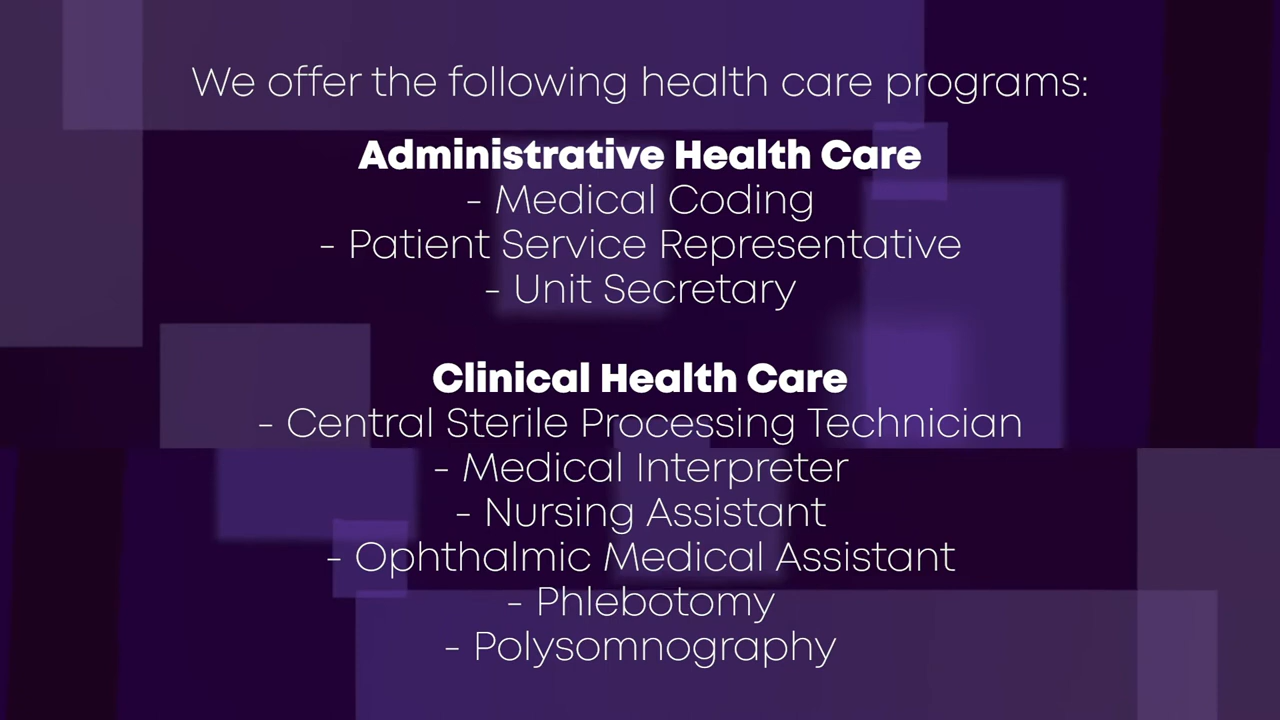 We offer the following health care programs:
Administrative Health Care
- Medical Coding
- Patient Service Representative
- Unit Secretary
Clinical Health Care
- Central Sterile Processing Technician
- Medical Interpreter
- Nursing Assistant
- Ophthalmic Medical Assistant
- Phlebotomy
- Polysomnography